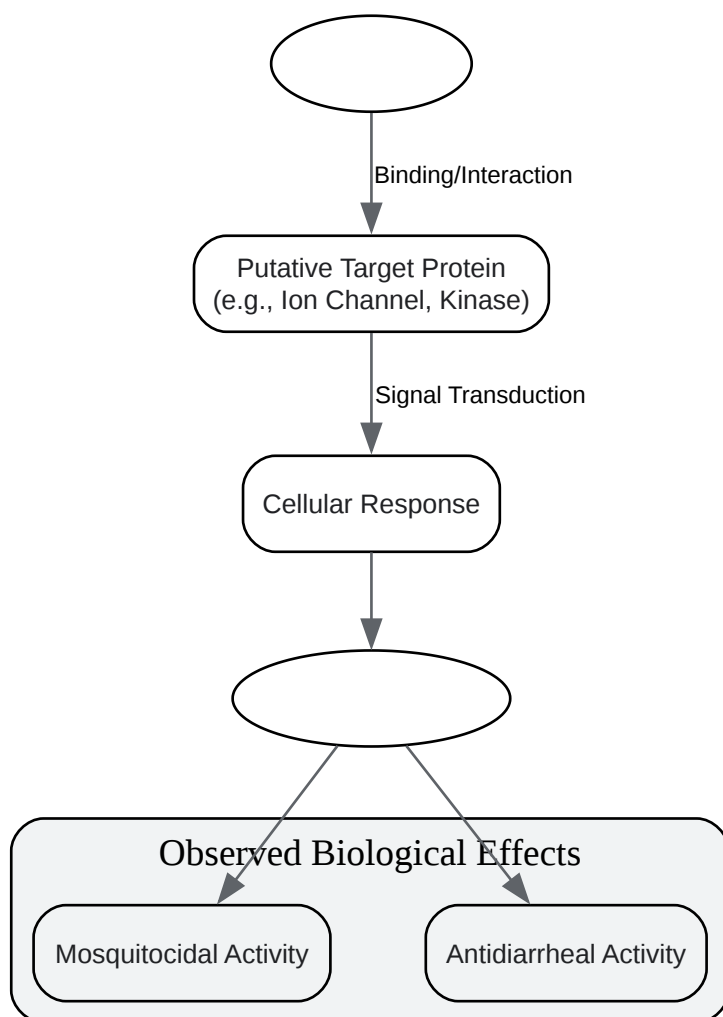 Binding/Interaction
Putative Target Protein
(e.g., Ion Channel, Kinase)
Signal Transduction
Cellular Response
Observed Biological Effects
Mosquitocidal Activity
Antidiarrheal Activity